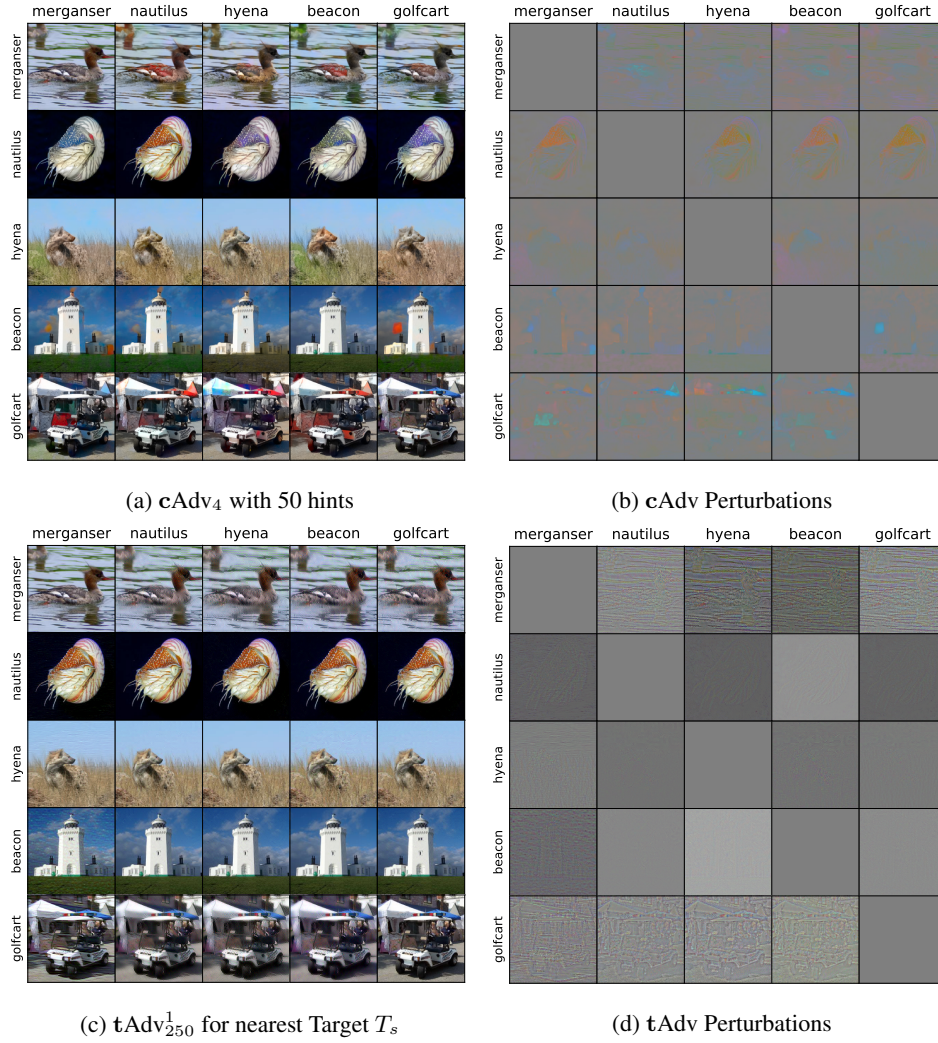 merganser nautilus hyena beacon golfcart
merganser
nautilus
hyena
beacon
golfcart
(a) cAdv₄ with 50 hints
merganser nautilus hyena beacon golfcart
merganser
nautilus
hyena
beacon
golfcart
(b) cAdv Perturbations
merganser nautilus hyena beacon golfcart
merganser
nautilus
hyena
beacon
golfcart
(c) tAdv¹₂₅₀ for nearest Target Tₛ
merganser nautilus hyena beacon golfcart
merganser
nautilus
hyena
beacon
golfcart
(d) tAdv Perturbations